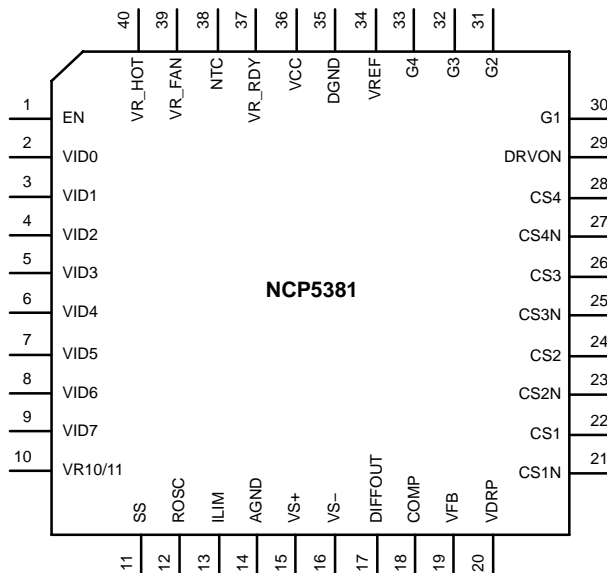 40 39 38 37 36 35 34 33 32 31
VR_HOT VR_FAN NTC VR_RDY VCC DGND VREF G4 G3 G2
1 EN G1 30
2 VID0 DRVON 29
3 VID1 CS4 28
4 VID2 CS4N 27
5 VID3 CS3 26
6 VID4 CS3N 25
7 VID5 CS2 24
8 VID6 CS2N 23
9 VID7 CS1 22
10 VR10/11 CS1N 21
NCP5381
SS ROSC ILIM AGND VS+ VS− DIFFOUT COMP VFB VDRP
11 12 13 14 15 16 17 18 19 20